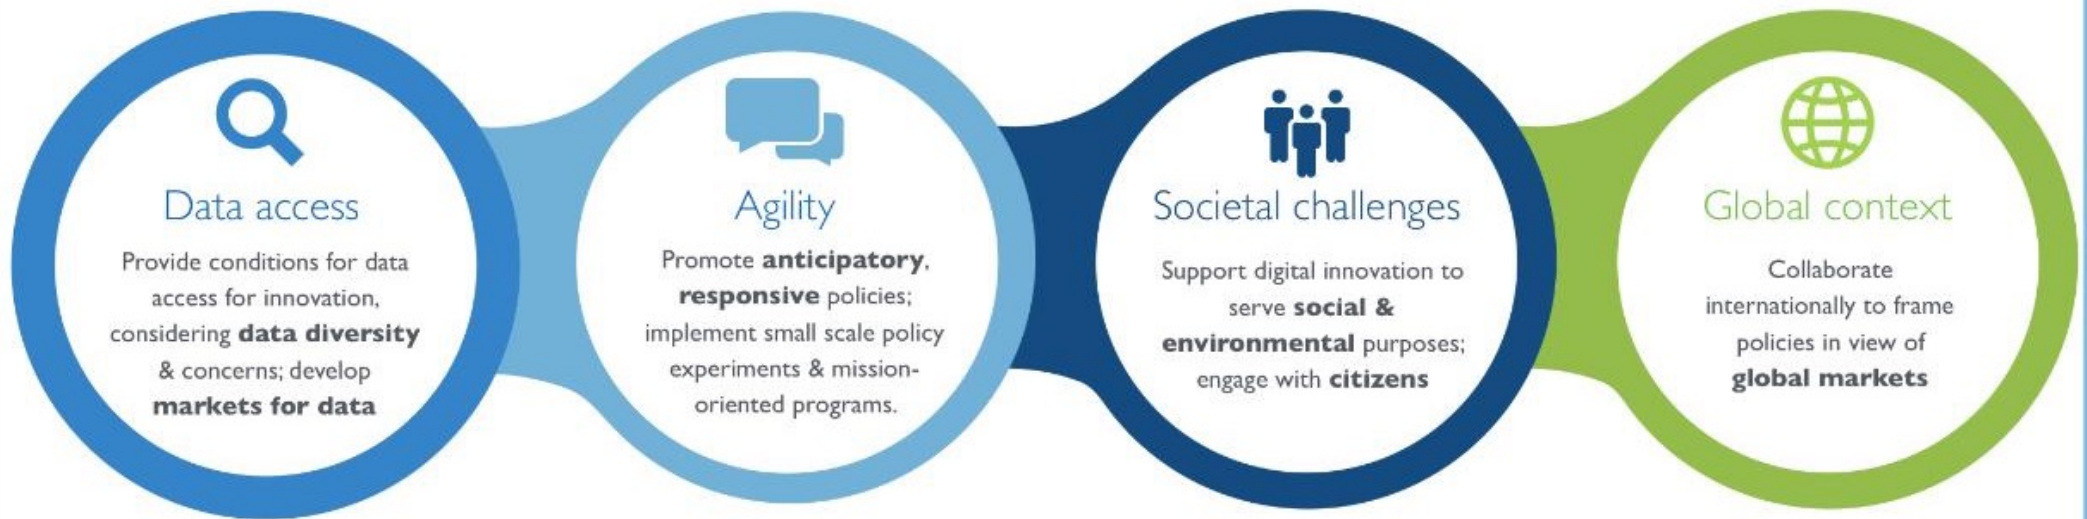 Data access
Provide conditions for data
access for innovation,
considering data diversity
& concerns; develop
markets for data
Agility
Promote anticipatory,
responsive policies;
implement small scale policy
experiments & mission-
oriented programs.
Societal challenges
Support digital innovation to
serve social &
environmental purposes;
engage with citizens
Global context
Collaborate
internationally to frame
policies in view of
global markets